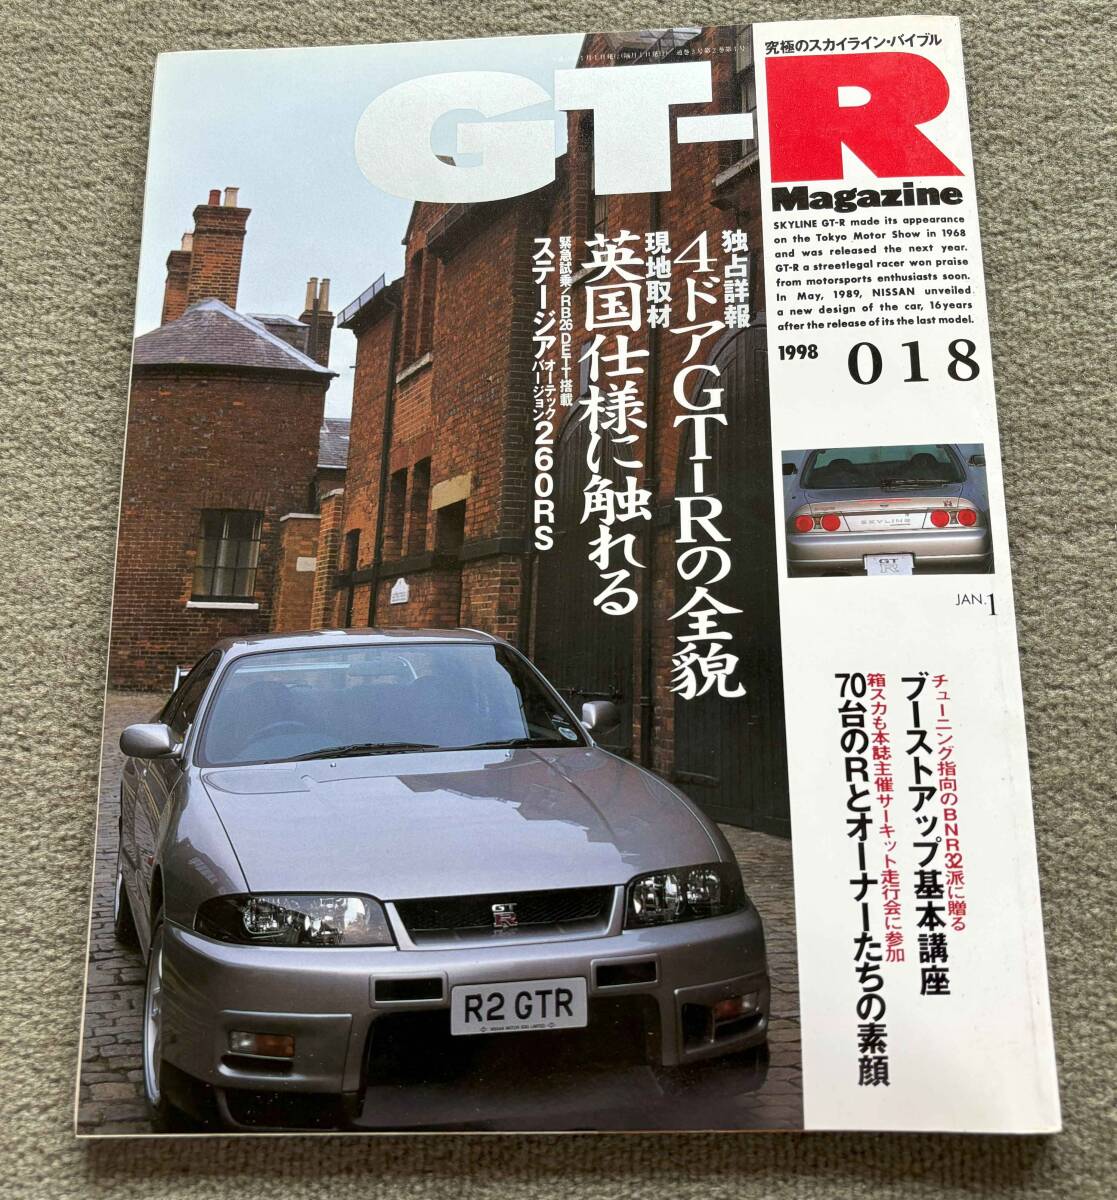 究極のスカイライン・バイブル
GT-R
Magazine
SKYLINE GT-R made its appearance
on the Tokyo Motor Show in 1968
and was released the next year.
GT-R a streetlegal racer won praise
from motorsports enthusiasts soon.
In May, 1989, NISSAN unveiled
a new design of the car, 16years
after the release of its the last model.
1998 018
独占詳報
4ドアGT-Rの全貌
現地取材
英国仕様に触れる
緊急試乗/RB26DETT搭載
ステージアオーテックバージョン260RS
SKYLINE
GT
R
JAN.1
チューニング指向のBNR32派に贈る
ブーストアップ基本講座
箱スカも本誌主催サーキット走行会に参加
70台のRとオーナーたちの素顔
GT
R
R2 GTR